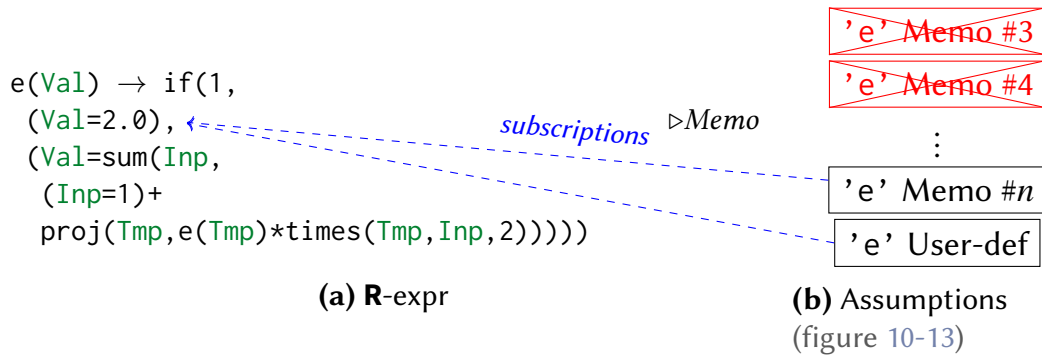 'e' Memo #3
e(Val) → if(1,
'e' Memo #4
(Val=2.0),
subscriptions ▷Memo
(Val=sum(Inp,
⋮
(Inp=1)+
'e' Memo #n
proj(Tmp,e(Tmp)*times(Tmp,Inp,2)))))
'e' User-def
(a) R-expr
(b) Assumptions
(figure 10-13)